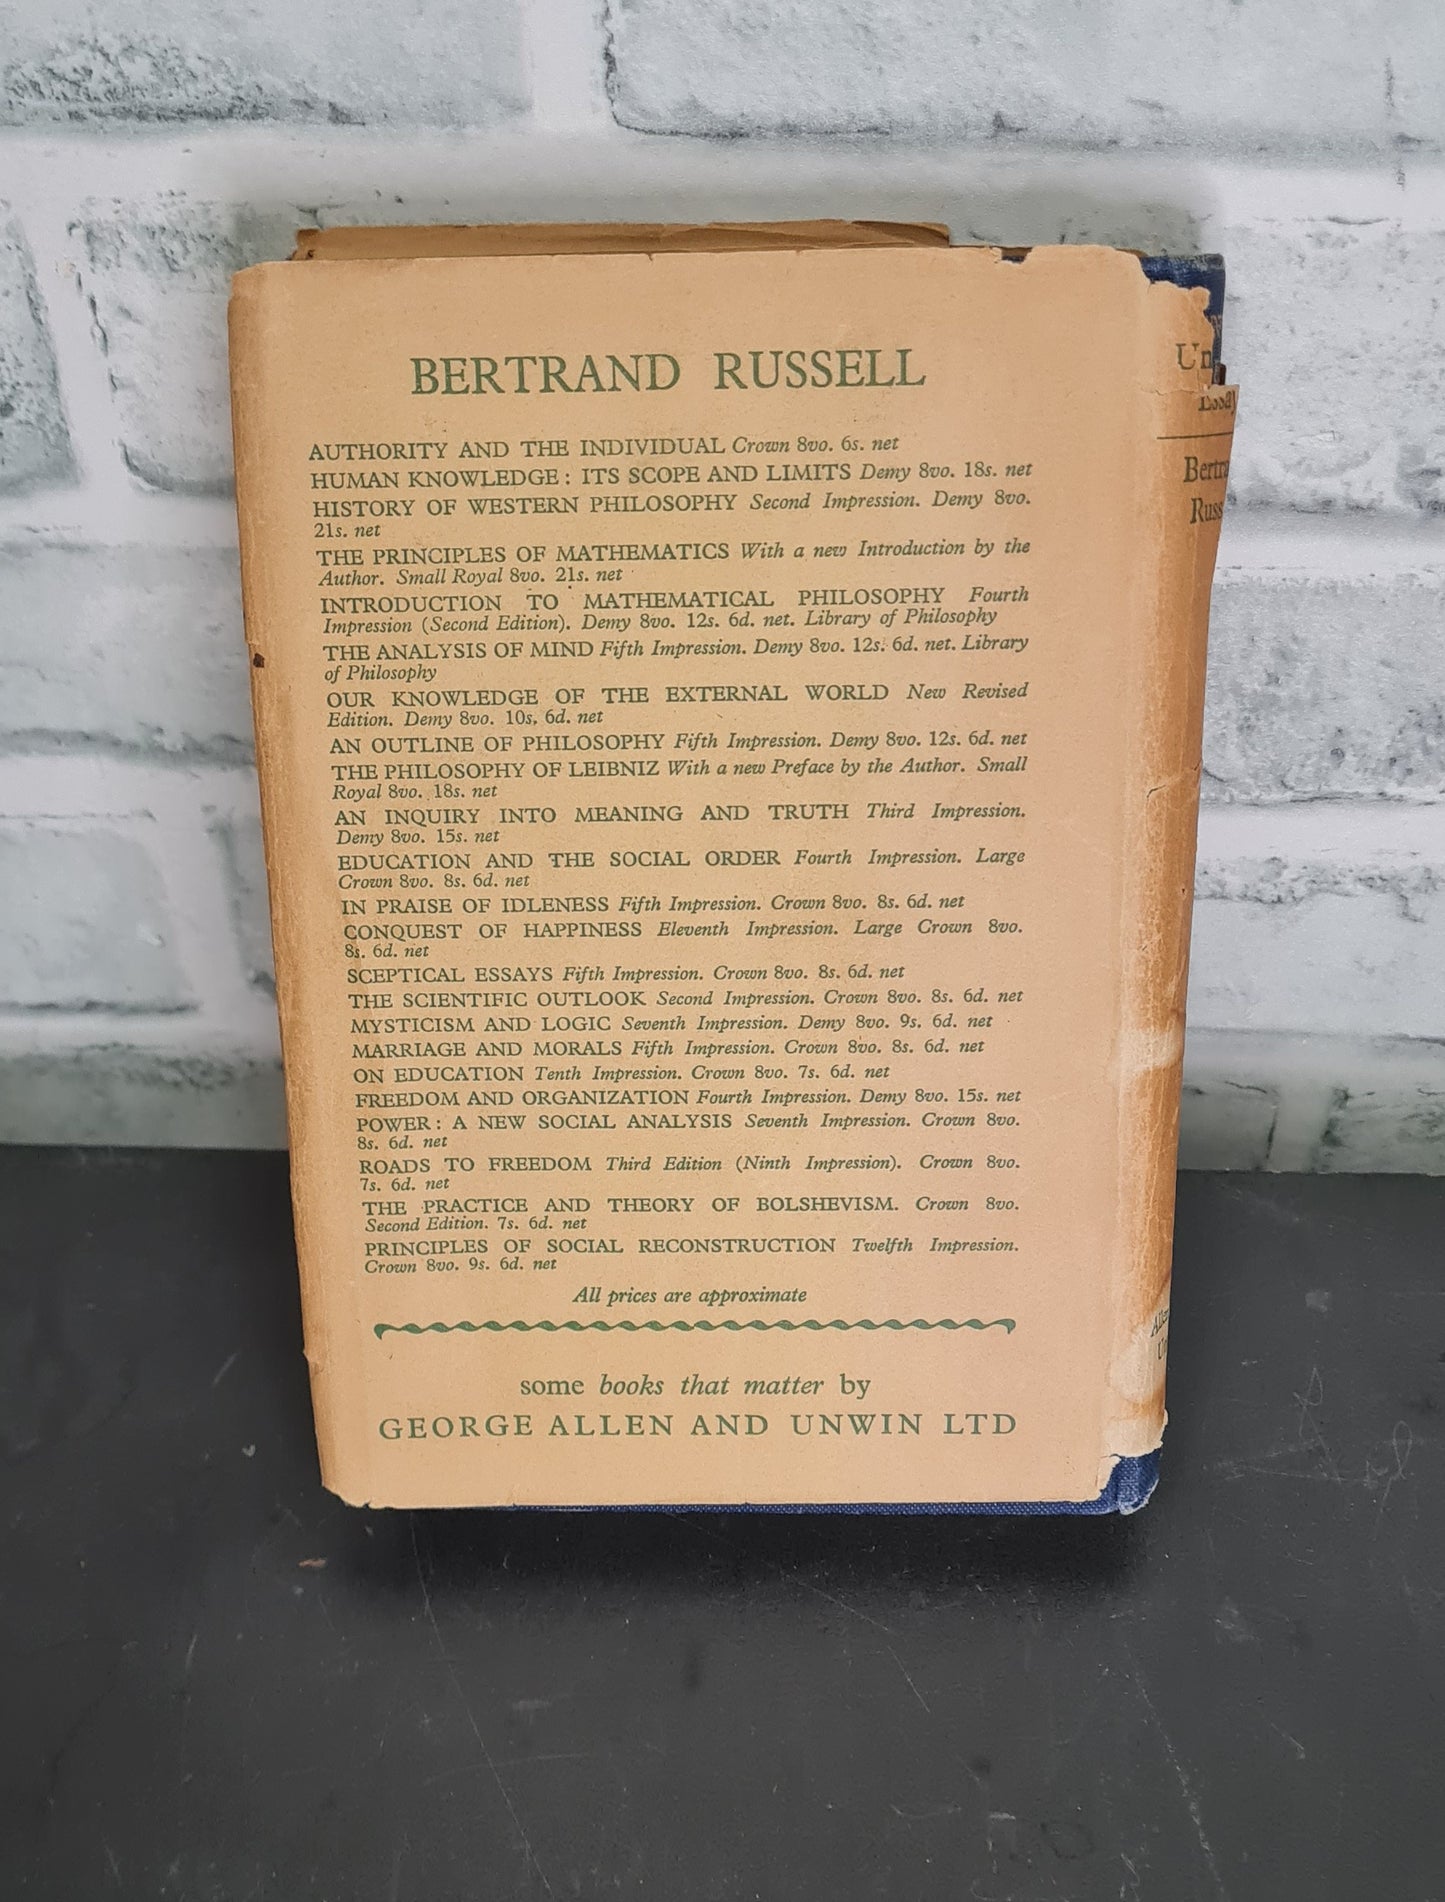 BERTRAND RUSSELL
AUTHORITY AND THE INDIVIDUAL Crown 8vo. 6s. net
HUMAN KNOWLEDGE: ITS SCOPE AND LIMITS Demy 8vo. 18s. net
HISTORY OF WESTERN PHILOSOPHY Second Impression. Demy 8vo.
21s. net
THE PRINCIPLES OF MATHEMATICS With a new Introduction by the
Author. Small Royal 8vo. 21s. net
INTRODUCTION TO MATHEMATICAL PHILOSOPHY Fourth
Impression (Second Edition). Demy 8vo. 12s. 6d. net. Library of Philosophy
THE ANALYSIS OF MIND Fifth Impression. Demy 8vo. 12s. 6d. net. Library
of Philosophy
OUR KNOWLEDGE OF THE EXTERNAL WORLD New Revised
Edition. Demy 8vo. 10s. 6d. net
AN OUTLINE OF PHILOSOPHY Fifth Impression. Demy 8vo. 12s. 6d. net
THE PHILOSOPHY OF LEIBNIZ With a new Preface by the Author. Small
Royal 8vo. 18s. net
AN INQUIRY INTO MEANING AND TRUTH Third Impression.
Demy 8vo. 15s. net
EDUCATION AND THE SOCIAL ORDER Fourth Impression. Large
Crown 8vo. 8s. 6d. net
IN PRAISE OF IDLENESS Fifth Impression. Crown 8vo. 8s. 6d. net
CONQUEST OF HAPPINESS Eleventh Impression. Large Crown 8vo.
8s. 6d. net
SCEPTICAL ESSAYS Fifth Impression. Crown 8vo. 8s. 6d. net
THE SCIENTIFIC OUTLOOK Second Impression. Crown 8vo. 8s. 6d. net
MYSTICISM AND LOGIC Seventh Impression. Demy 8vo. 9s. 6d. net
MARRIAGE AND MORALS Fifth Impression. Crown 8vo. 8s. 6d. net
ON EDUCATION Tenth Impression. Crown 8vo. 7s. 6d. net
FREEDOM AND ORGANIZATION Fourth Impression. Demy 8vo. 15s. net
POWER: A NEW SOCIAL ANALYSIS Seventh Impression. Crown 8vo.
8s. 6d. net
ROADS TO FREEDOM Third Edition (Ninth Impression). Crown 8vo.
7s. 6d. net
THE PRACTICE AND THEORY OF BOLSHEVISM. Crown 8vo.
Second Edition. 7s. 6d. net
PRINCIPLES OF SOCIAL RECONSTRUCTION Twelfth Impression.
Crown 8vo. 9s. 6d. net
All prices are approximate
some books that matter by
GEORGE ALLEN AND UNWIN LTD
Un
Bertra
Russ